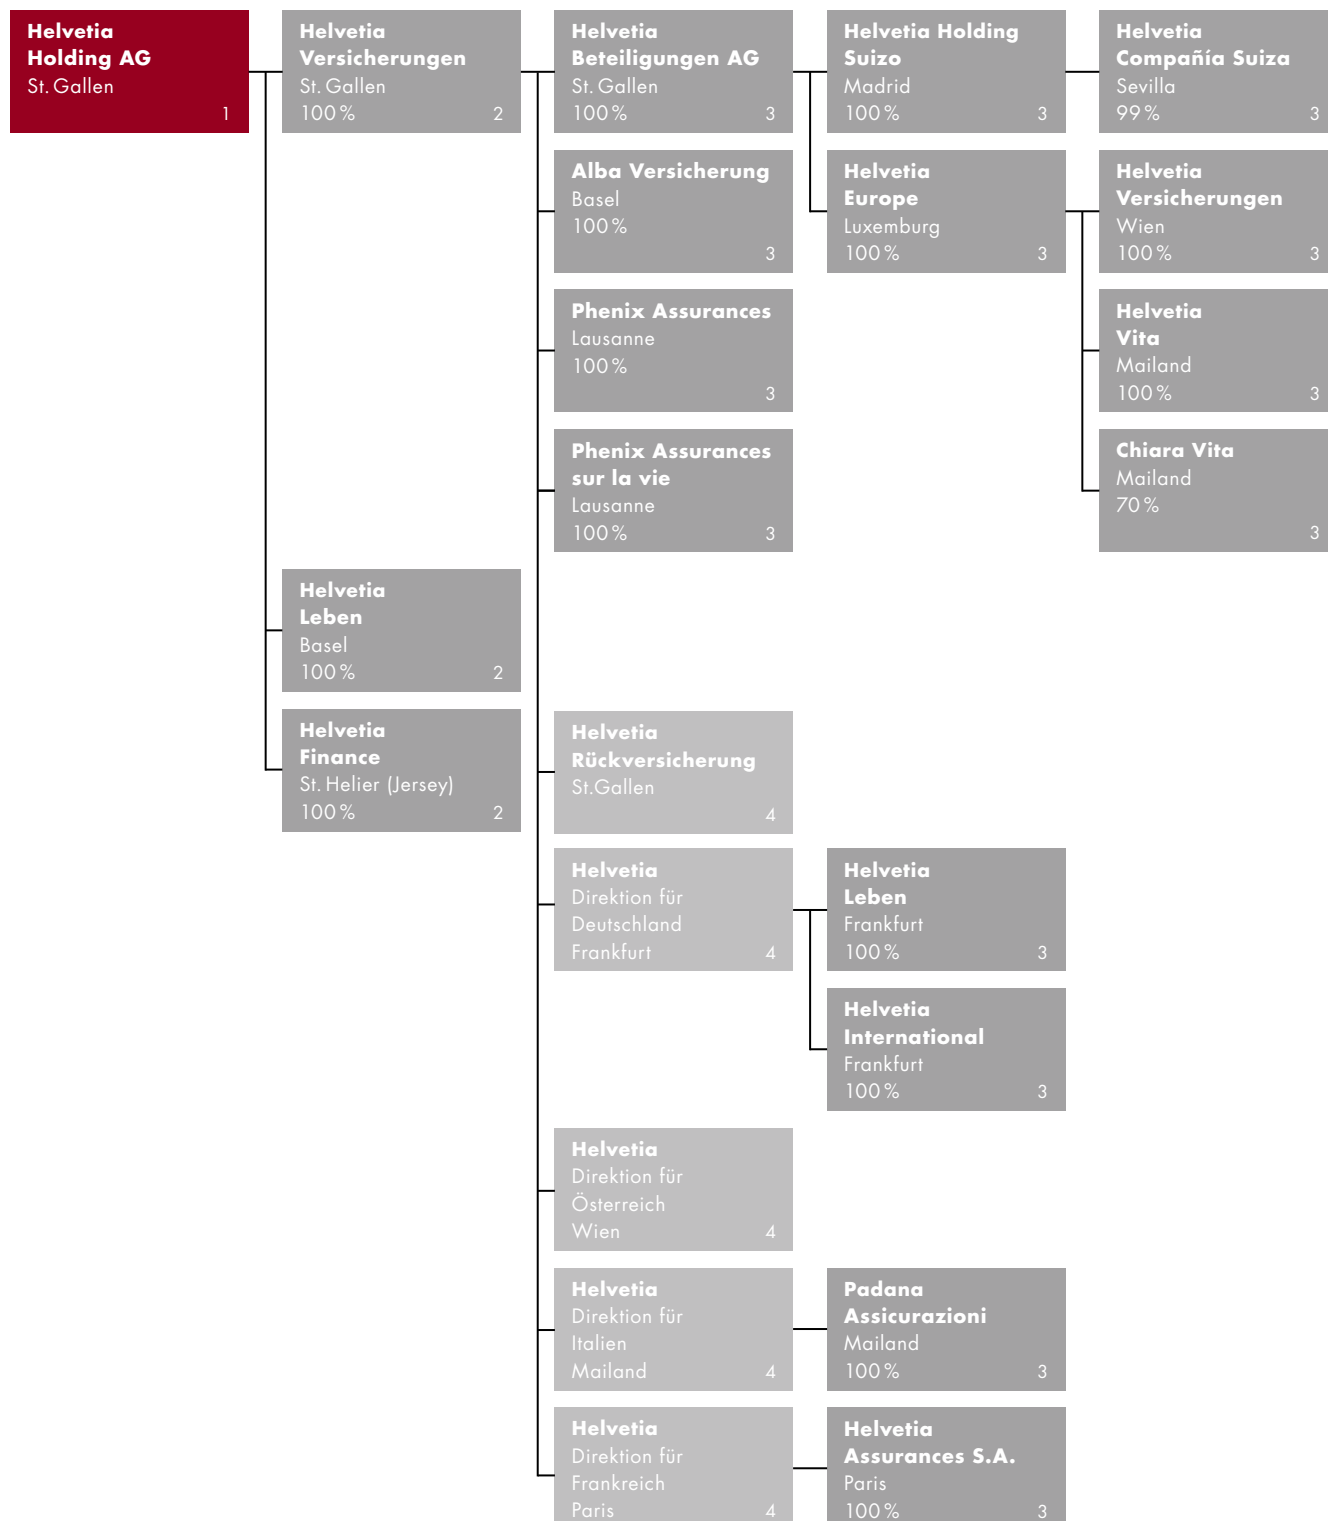 Helvetia
Holding AG
St. Gallen
1
Helvetia
Versicherungen
St. Gallen
100 % 2
Helvetia
Beteiligungen AG
St. Gallen
100 % 3
Helvetia Holding
Suizo
Madrid
100 % 3
Helvetia
Compañía Suiza
Sevilla
99 % 3
Alba Versicherung
Basel
100 %
3
Helvetia
Europe
Luxemburg
100 % 3
Helvetia
Versicherungen
Wien
100 % 3
Phenix Assurances
Lausanne
100 %
3
Helvetia
Vita
Mailand
100 % 3
Phenix Assurances
sur la vie
Lausanne
100 % 3
Chiara Vita
Mailand
70 %
3
Helvetia
Leben
Basel
100 % 2
Helvetia
Finance
St. Helier (Jersey)
100 % 2
Helvetia
Rückversicherung
St.Gallen
4
Helvetia
Direktion für
Deutschland
Frankfurt 4
Helvetia
Leben
Frankfurt
100 % 3
Helvetia
International
Frankfurt
100 % 3
Helvetia
Direktion für
Österreich
Wien 4
Helvetia
Direktion für
Italien
Mailand 4
Padana
Assicurazioni
Mailand
100 % 3
Helvetia
Direktion für
Frankreich
Paris 4
Helvetia
Assurances S.A.
Paris
100 % 3